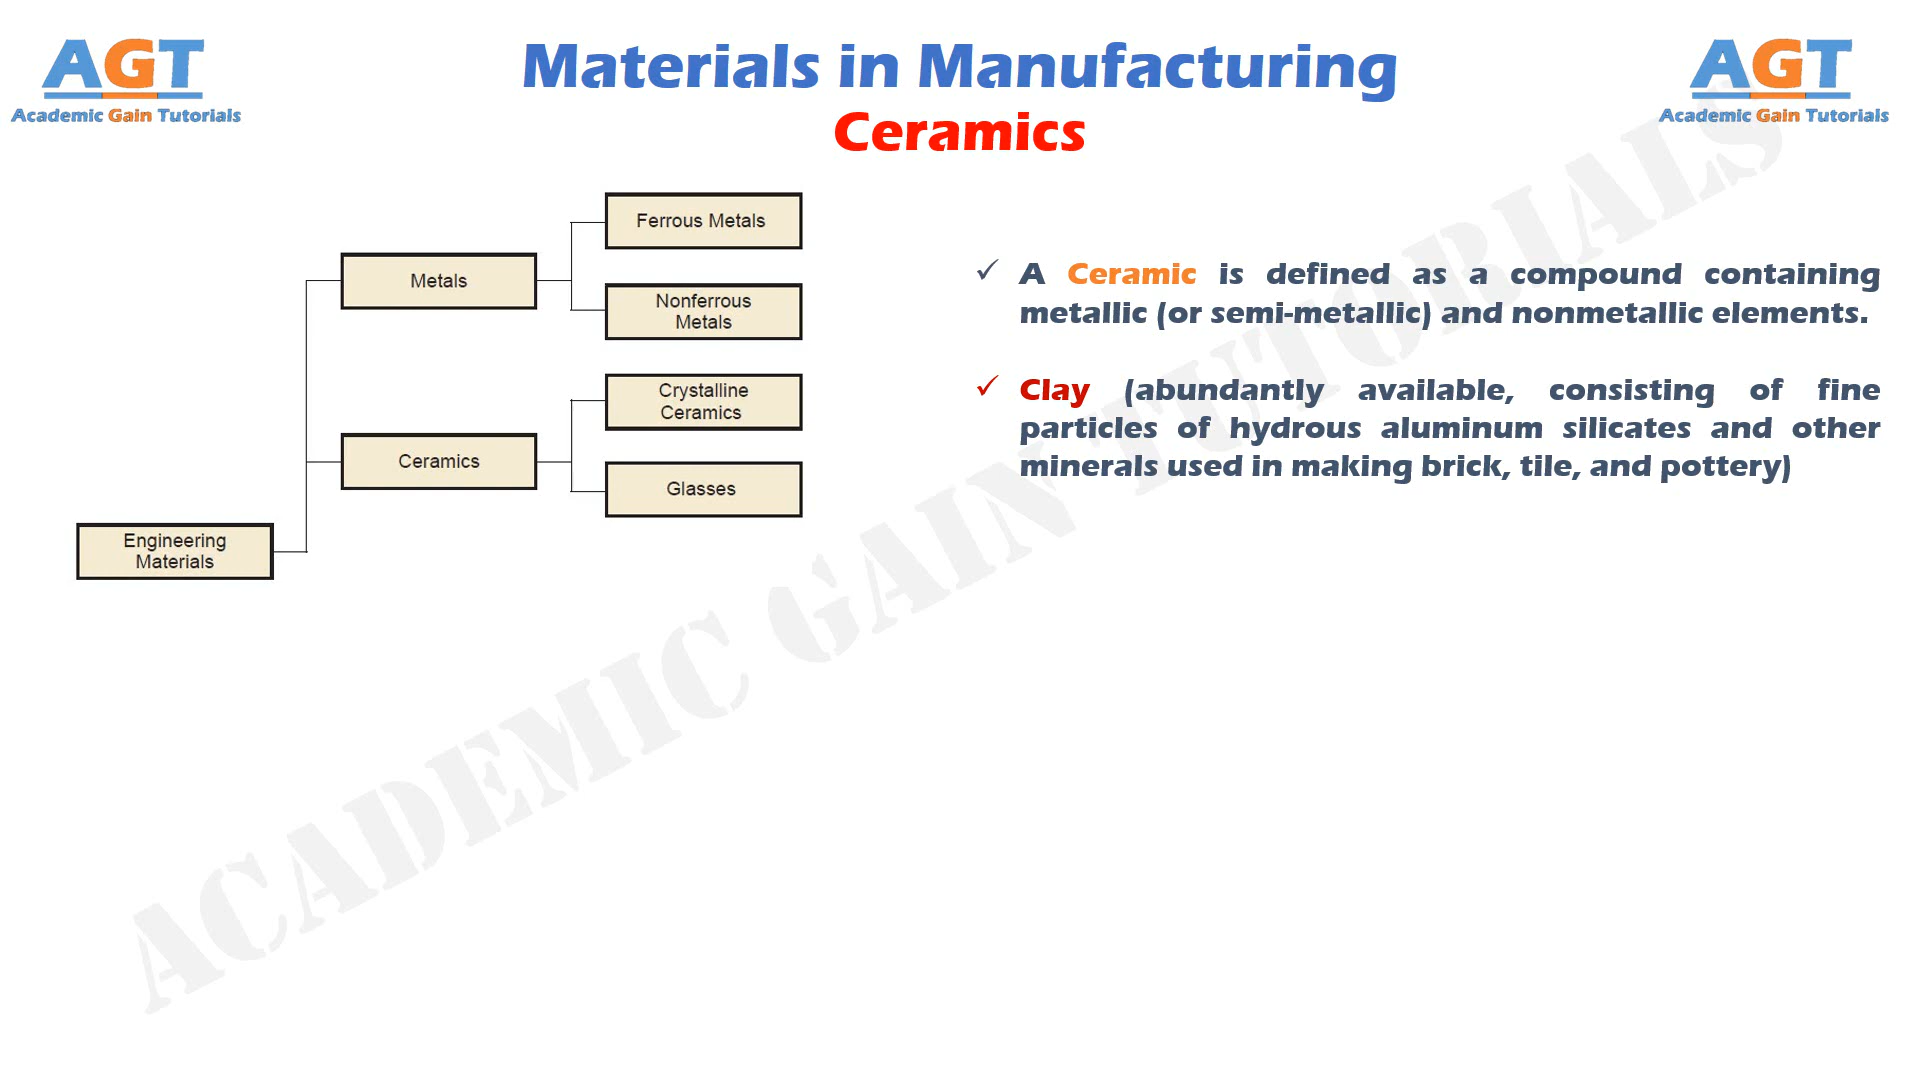 AGT
Academic Gain Tutorials
Materials in Manufacturing
Ceramics
AGT
Academic Gain Tutorials
Ferrous Metals
Metals
Nonferrous
Metals
Crystalline
Ceramics
Ceramics
Glasses
Engineering
Materials
✓ A Ceramic is defined as a compound containing
metallic (or semi-metallic) and nonmetallic elements.
✓ Clay (abundantly available, consisting of fine
particles of hydrous aluminum silicates and other
minerals used in making brick, tile, and pottery)
ACADEMIC GAIN TUTORIALS